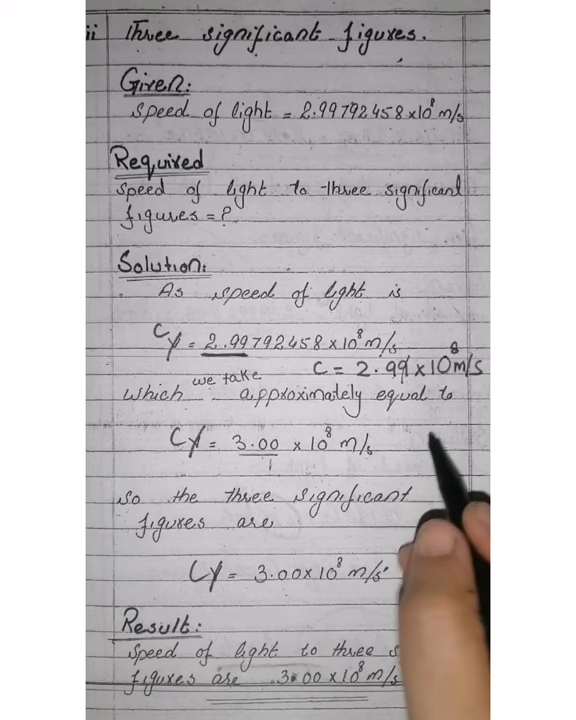 ii Three significant figures.
Given:
speed of light = 2.99792458×10⁸ m/s
Required
speed of light to three significant
figures = ?
Solution:
As speed of light is
C = 2.99792458×10⁸ m/s
C = 2.99 ×10⁸ m/s
which we take approximately equal to
C = 3.00 × 10⁸ m/s
so the three significant
figures are
C = 3.00×10⁸ m/s
Result:
speed of light to three s
figures are 3.00×10⁸ m/s